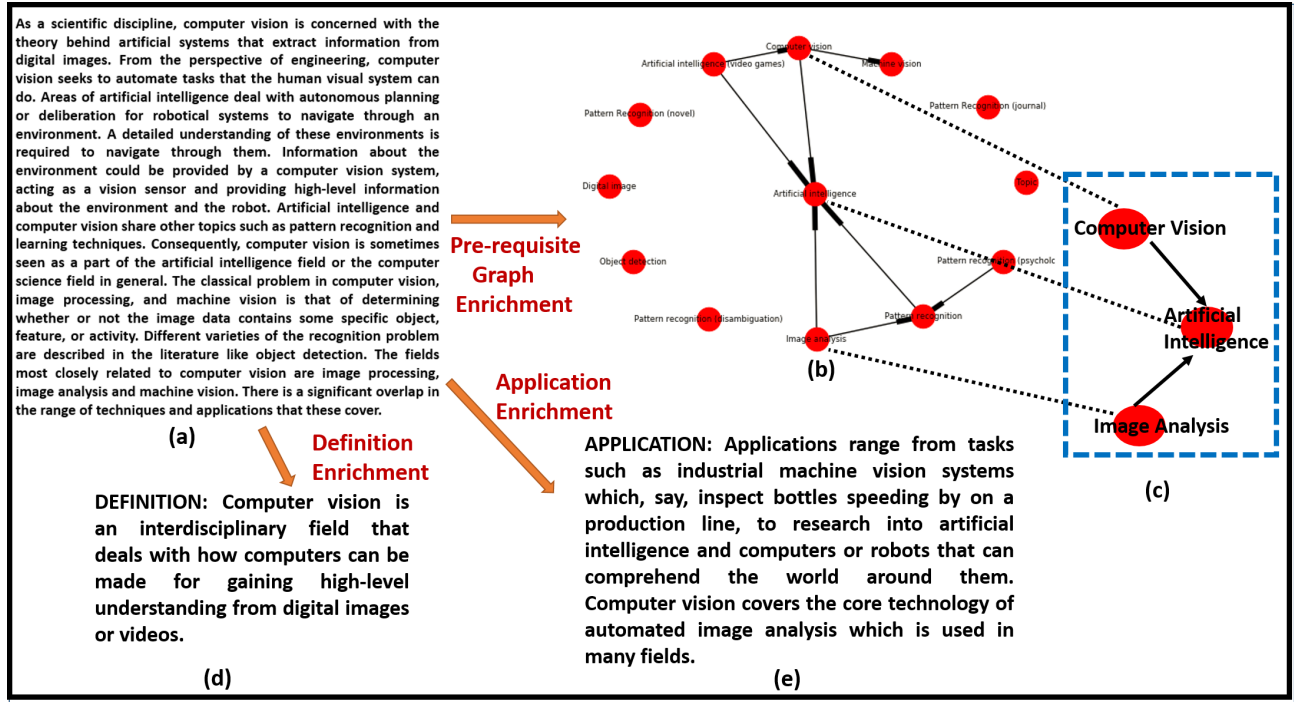 As a scientific discipline, computer vision is concerned with the
theory behind artificial systems that extract information from
digital images. From the perspective of engineering, computer
vision seeks to automate tasks that the human visual system can
do. Areas of artificial intelligence deal with autonomous planning
or deliberation for robotical systems to navigate through an
environment. A detailed understanding of these environments is
required to navigate through them. Information about the
environment could be provided by a computer vision system,
acting as a vision sensor and providing high-level information
about the environment and the robot. Artificial intelligence and
computer vision share other topics such as pattern recognition and
learning techniques. Consequently, computer vision is sometimes
seen as a part of the artificial intelligence field or the computer
science field in general. The classical problem in computer vision,
image processing, and machine vision is that of determining
whether or not the image data contains some specific object,
feature, or activity. Different varieties of the recognition problem
are described in the literature like object detection. The fields
most closely related to computer vision are image processing,
image analysis and machine vision. There is a significant overlap in
the range of techniques and applications that these cover.
(a)
Pre-requisite
Graph
Enrichment
Application
Enrichment
Definition
Enrichment
Computer vision
Artificial intelligence (video games)
Machine vision
Pattern Recognition (novel)
Pattern Recognition (journal)
Digital image
Artificial intelligence
Topic
Object detection
Pattern recognition (psycholc
Pattern recognition (disambiguation)
Pattern recognition
Image analysis
(b)
Computer Vision
Artificial
Intelligence
Image Analysis
(c)
DEFINITION: Computer vision is
an interdisciplinary field that
deals with how computers can be
made for gaining high-level
understanding from digital images
or videos.
(d)
APPLICATION: Applications range from tasks
such as industrial machine vision systems
which, say, inspect bottles speeding by on a
production line, to research into artificial
intelligence and computers or robots that can
comprehend the world around them.
Computer vision covers the core technology of
automated image analysis which is used in
many fields.
(e)